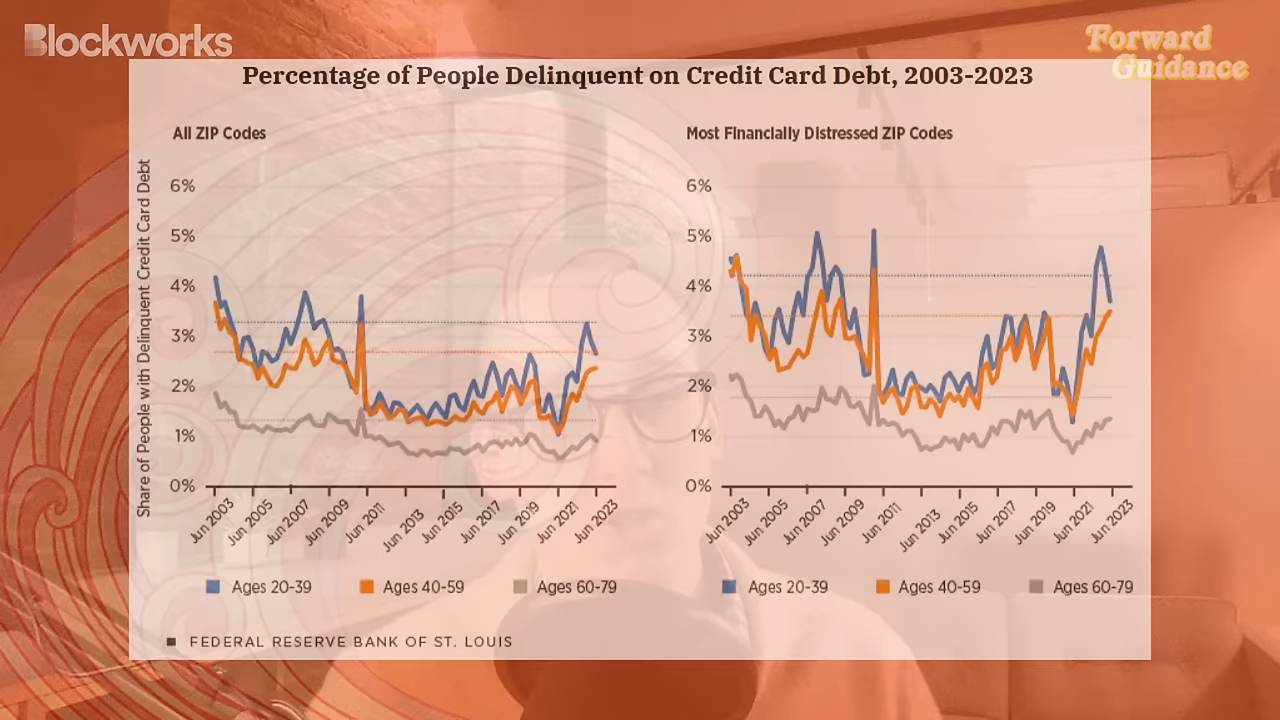 Blockworks
Forward
Guidance
Percentage of People Delinquent on Credit Card Debt, 2003-2023
All ZIP Codes
Most Financially Distressed ZIP Codes
Share of People with Delinquent Credit Card Debt
6%
5%
4%
3%
2%
1%
0%
6%
5%
4%
3%
2%
1%
0%
Jun 2003 Jun 2005 Jun 2007 Jun 2009 Jun 2011 Jun 2013 Jun 2015 Jun 2017 Jun 2019 Jun 2021 Jun 2023
Jun 2003 Jun 2005 Jun 2007 Jun 2009 Jun 2011 Jun 2013 Jun 2015 Jun 2017 Jun 2019 Jun 2021 Jun 2023
Ages 20-39 Ages 40-59 Ages 60-79
Ages 20-39 Ages 40-59 Ages 60-79
FEDERAL RESERVE BANK OF ST. LOUIS